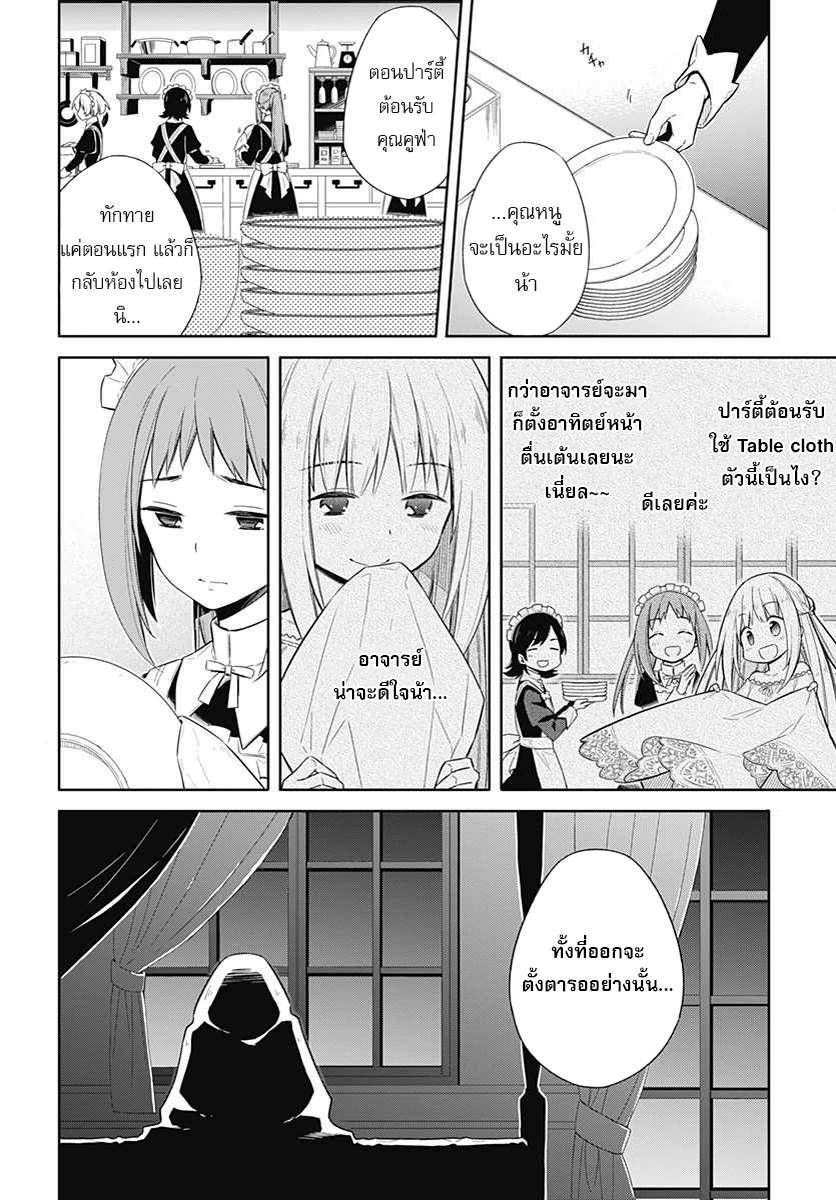 กึก กึก
...คุณหนู
จะเป็นอะไรมั้ย
น้า
ตอนปาร์ตี้
ต้อนรับ
คุณคูฟ่า
ทักทาย
แค่ตอนแรก แล้วก็
กลับห้องไปเลย
นิ...
ปาร์ตี้ต้อนรับ
ใช้ Table cloth
ตัวนี้เป็นไง?
ดีเลยค่ะ
กว่าอาจารย์จะมา
ก็ตั้งอาทิตย์หน้า
ตื่นเต้นเลยนะ
เนี่ยล~~
อาจารย์
น่าจะดีใจน้า...
ทั้งที่ออกจะ
ตั้งตารออย่างนั้น...